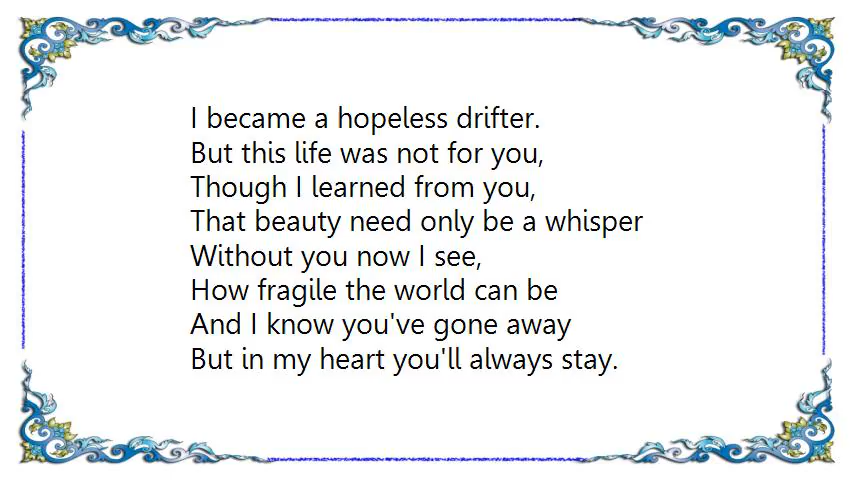 I became a hopeless drifter.
But this life was not for you,
Though I learned from you,
That beauty need only be a whisper
Without you now I see,
How fragile the world can be
And I know you've gone away
But in my heart you'll always stay.